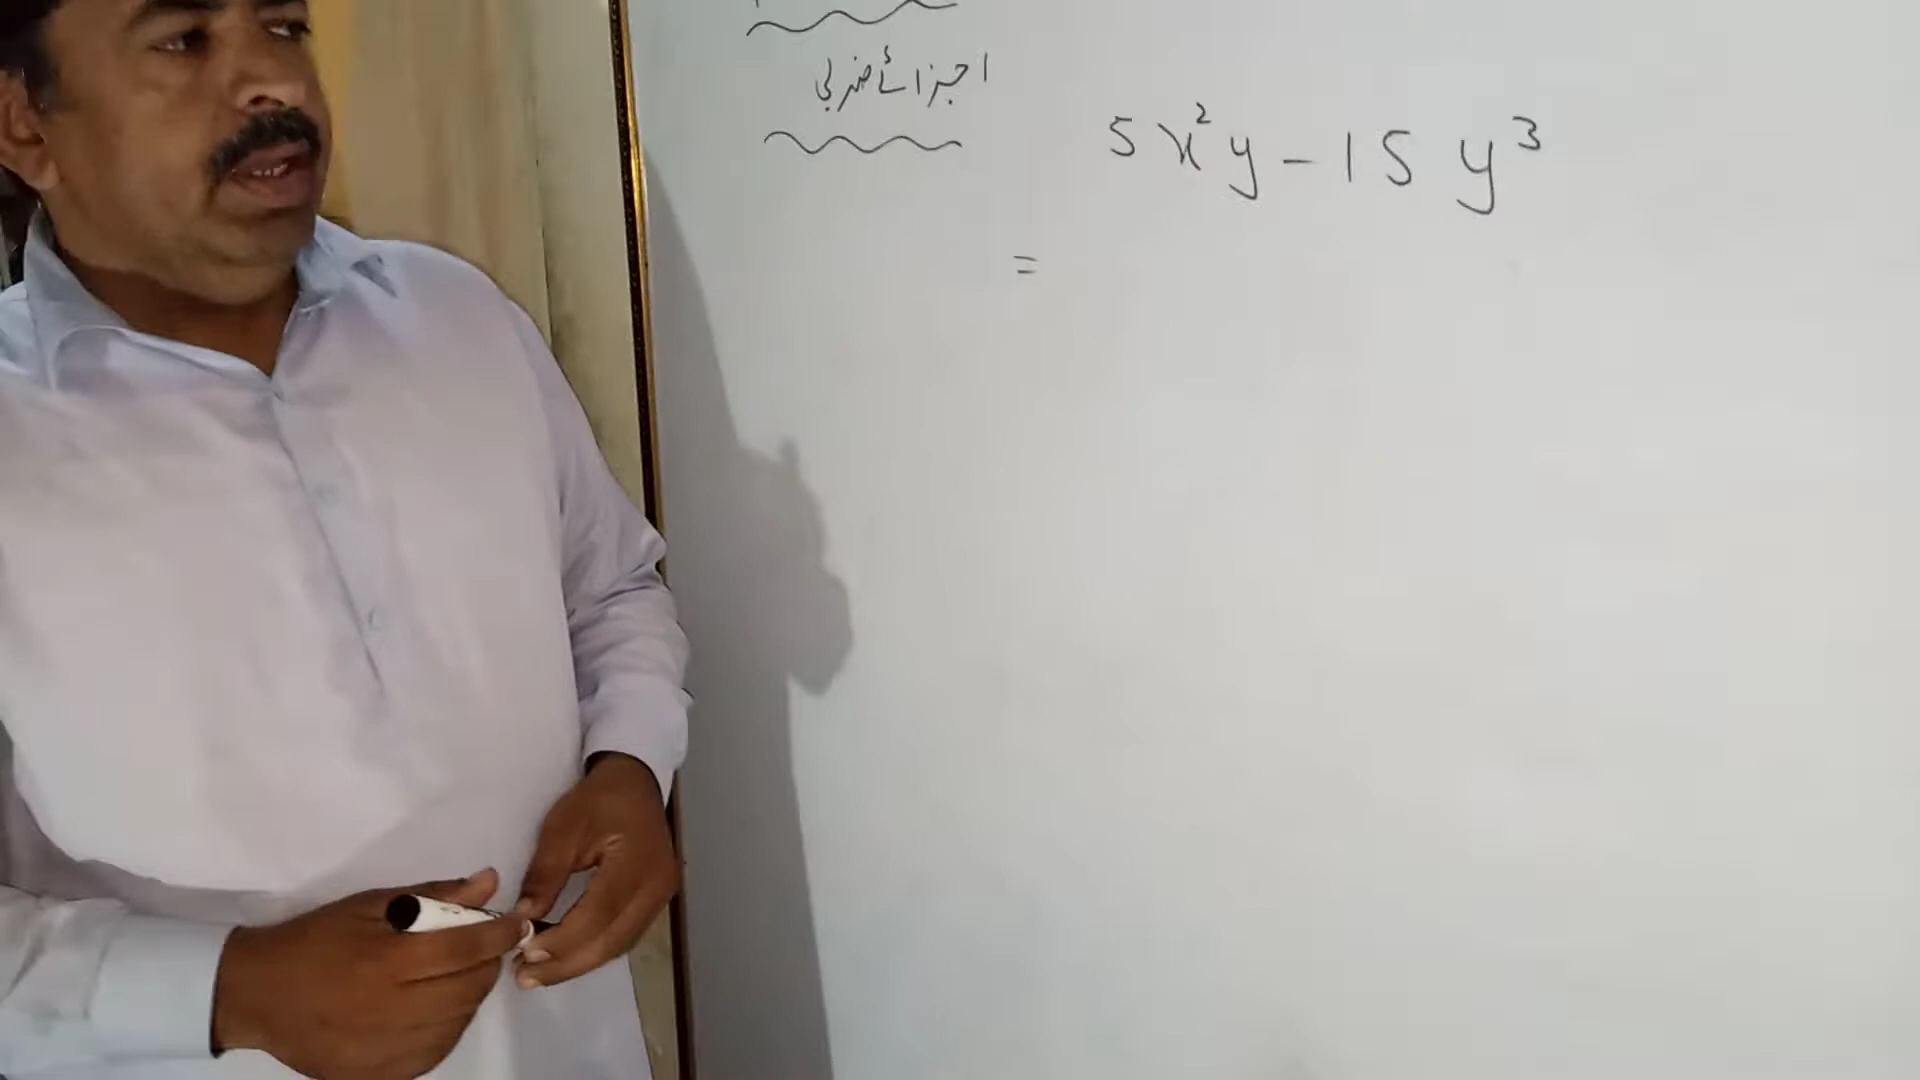 اجزائے ضربی
5x²y - 15y³
=